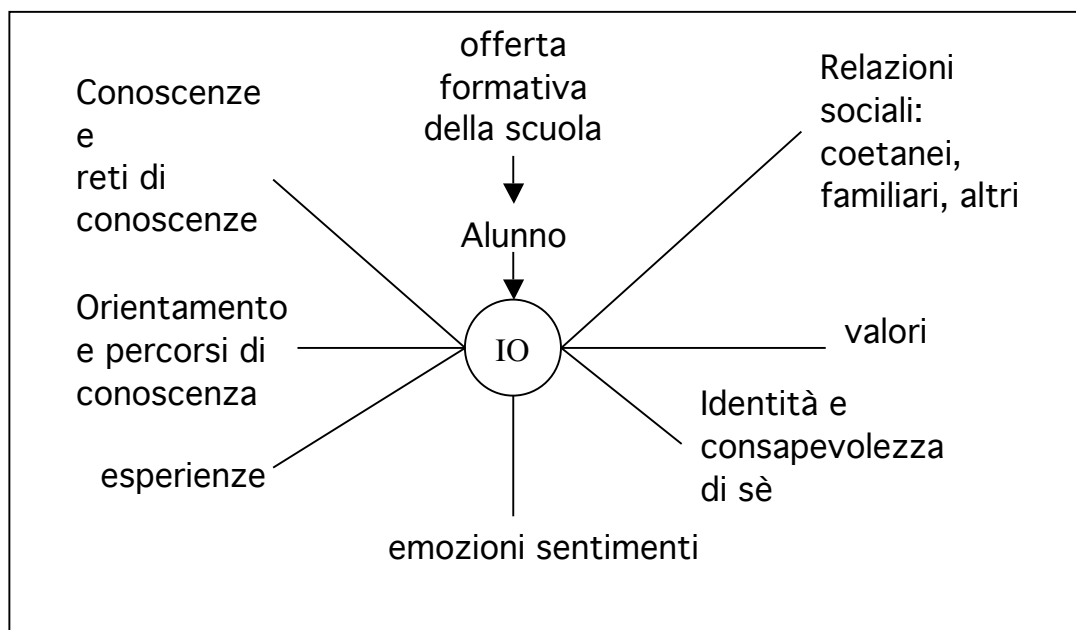 offerta
formativa
della scuola
Conoscenze
e
reti di
conoscenze
Relazioni
sociali:
coetanei,
familiari, altri
Alunno
Orientamento
e percorsi di
conoscenza
IO
valori
Identità e
consapevolezza
di sè
esperienze
emozioni sentimenti